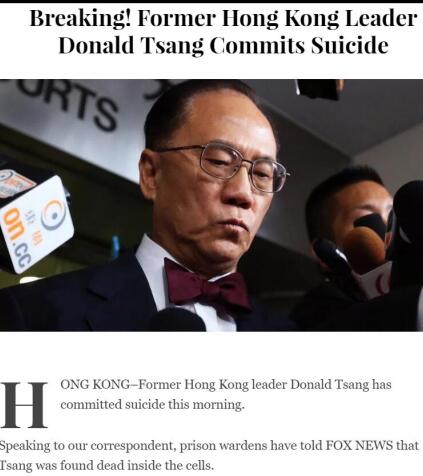 Breaking! Former Hong Kong Leader
Donald Tsang Commits Suicide
URTS
on.cc
HONG KONG–Former Hong Kong leader Donald Tsang has
committed suicide this morning.
Speaking to our correspondent, prison wardens have told FOX NEWS that
Tsang was found dead inside the cells.